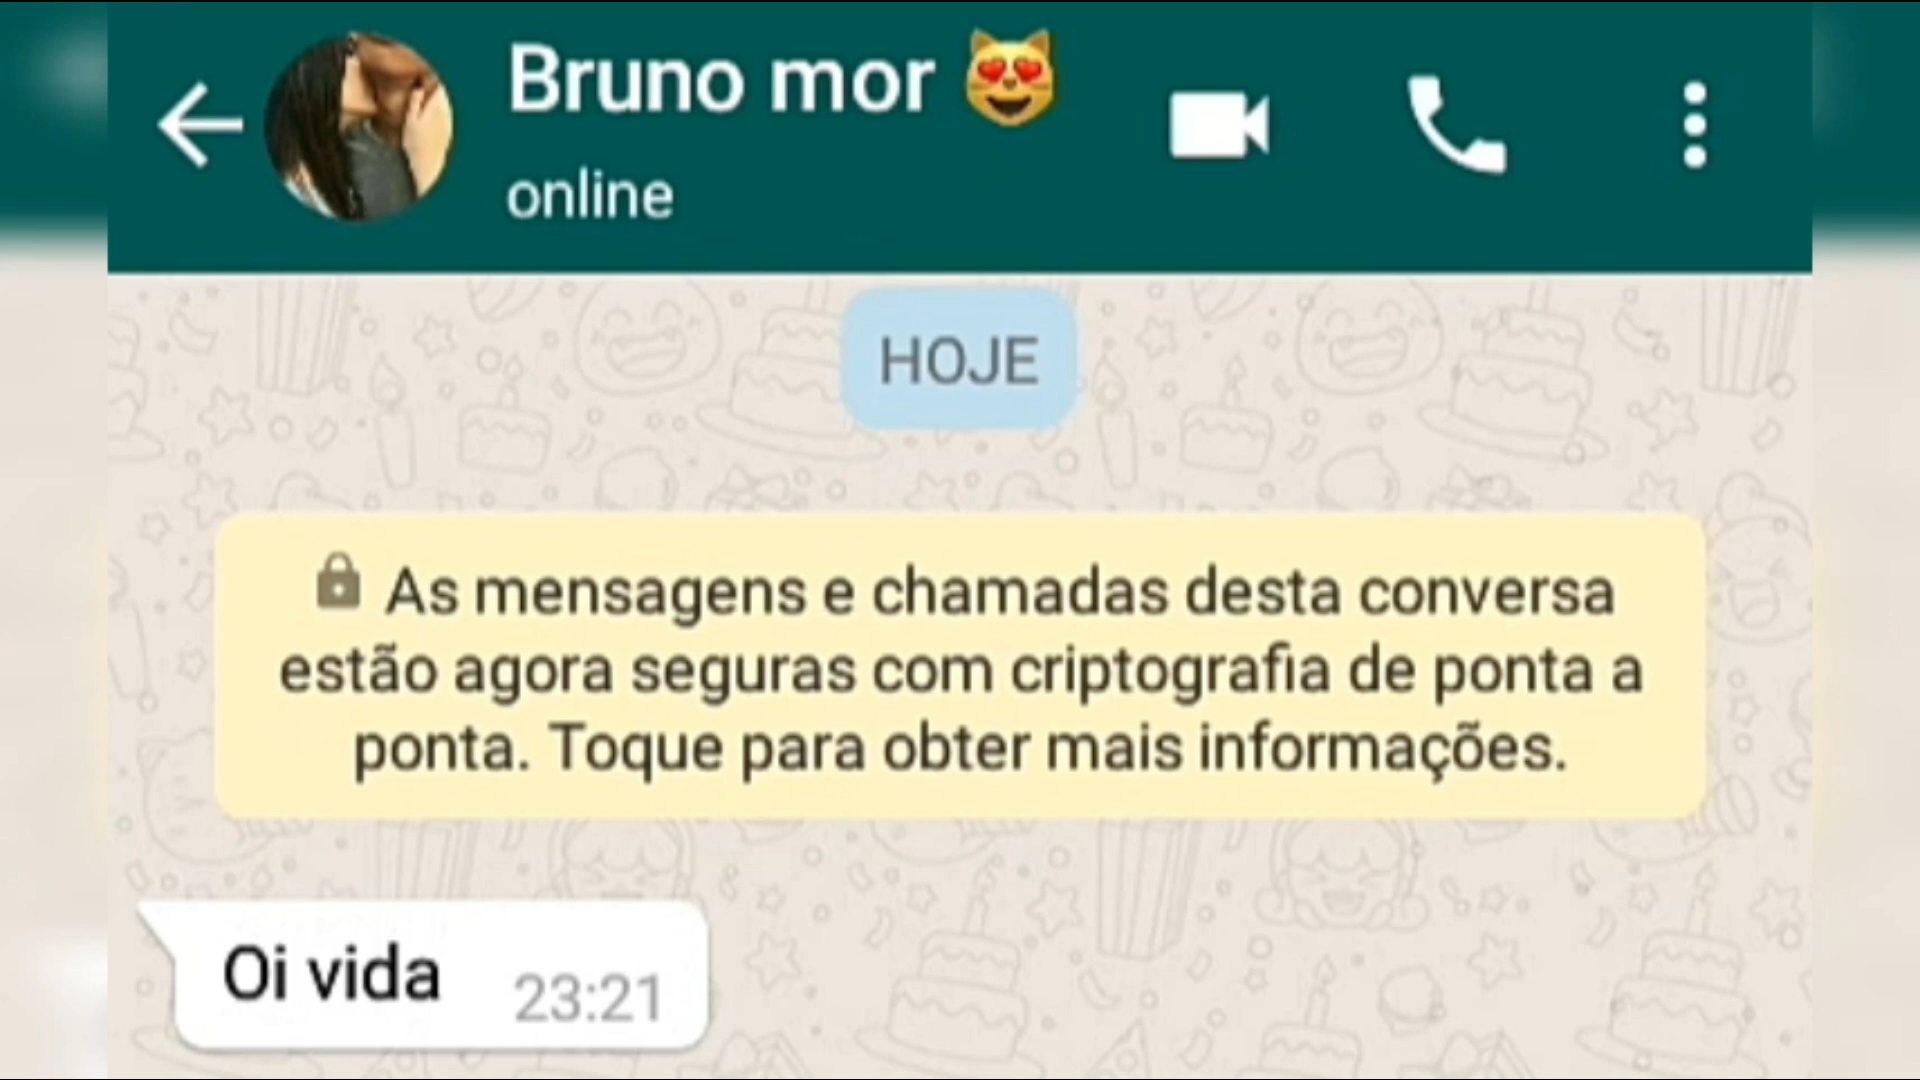 Bruno mor 😻
online
HOJE
As mensagens e chamadas desta conversa
estão agora seguras com criptografia de ponta a
ponta. Toque para obter mais informações.
Oi vida 23:21